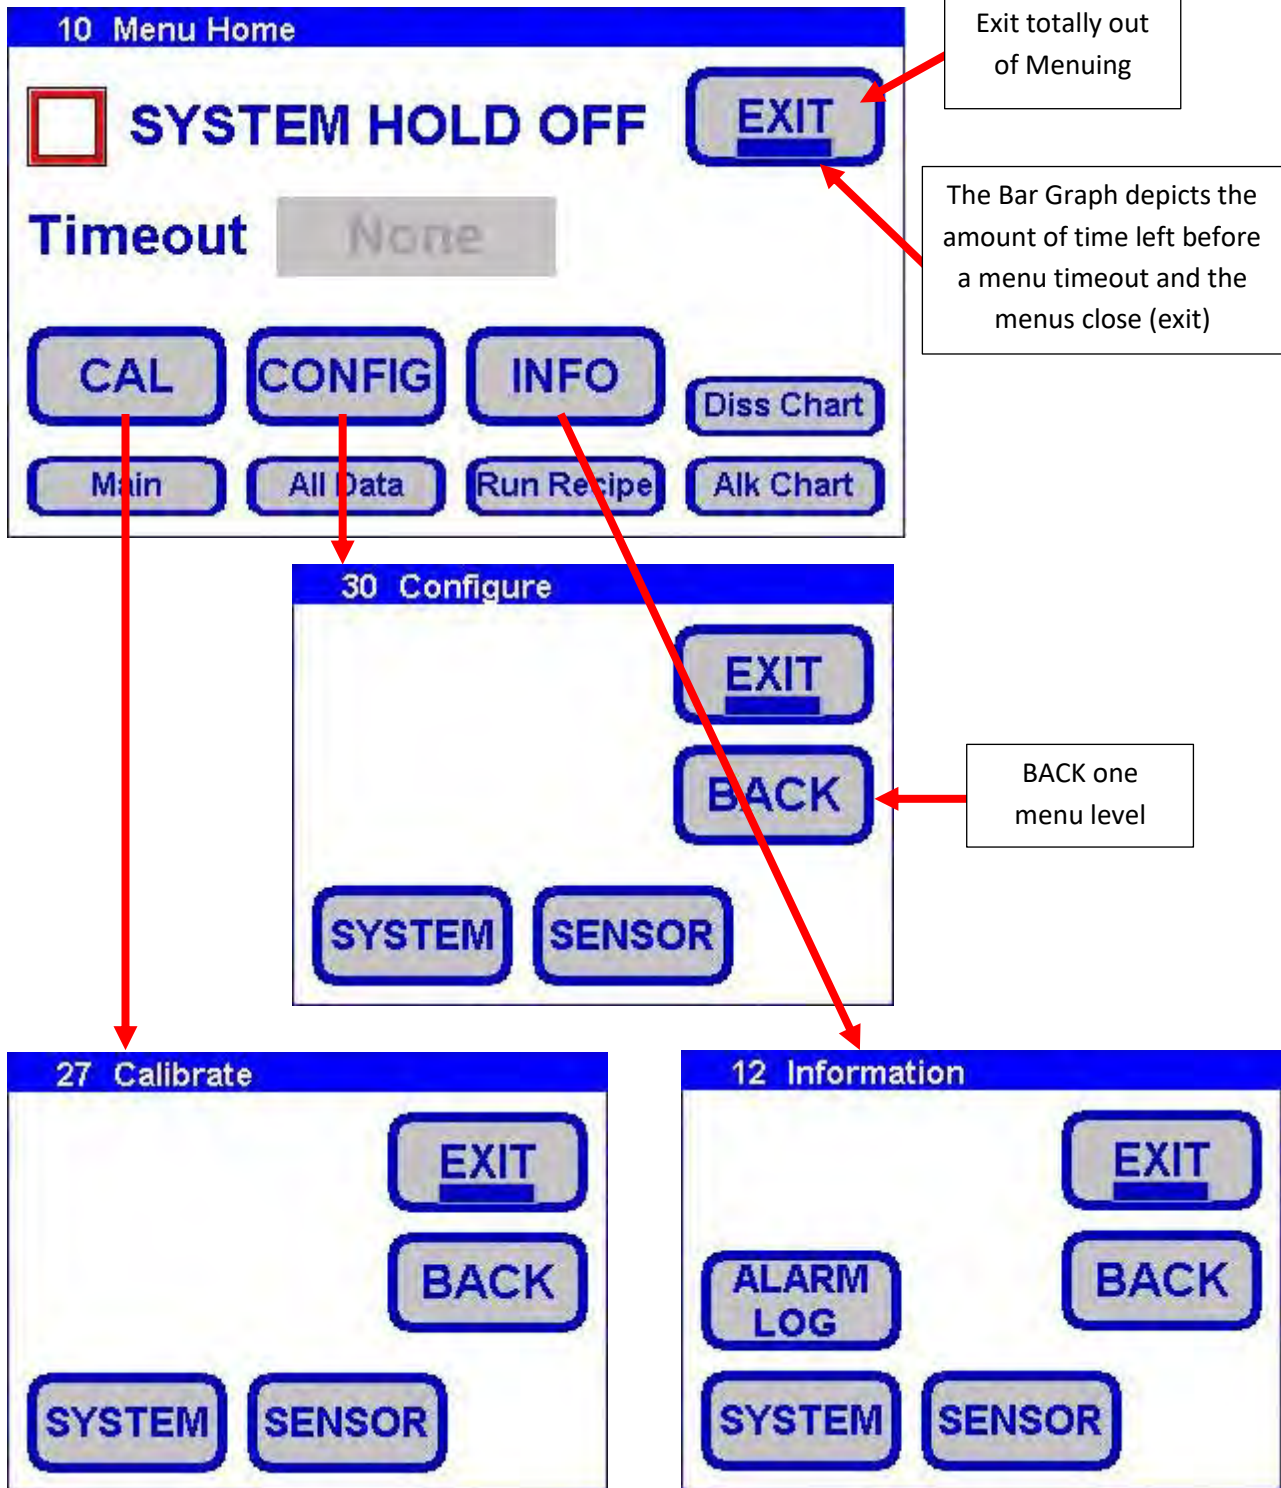 10 Menu Home
Exit totally out
of Menuing
SYSTEM HOLD OFF
EXIT
The Bar Graph depicts the
amount of time left before
a menu timeout and the
menus close (exit)
Timeout None
CAL CONFIG INFO
Diss Chart
Main All Data Run Recipe Alk Chart
30 Configure
EXIT
BACK
BACK one
menu level
SYSTEM SENSOR
27 Calibrate
EXIT
BACK
SYSTEM SENSOR
12 Information
EXIT
ALARM
LOG
BACK
SYSTEM SENSOR